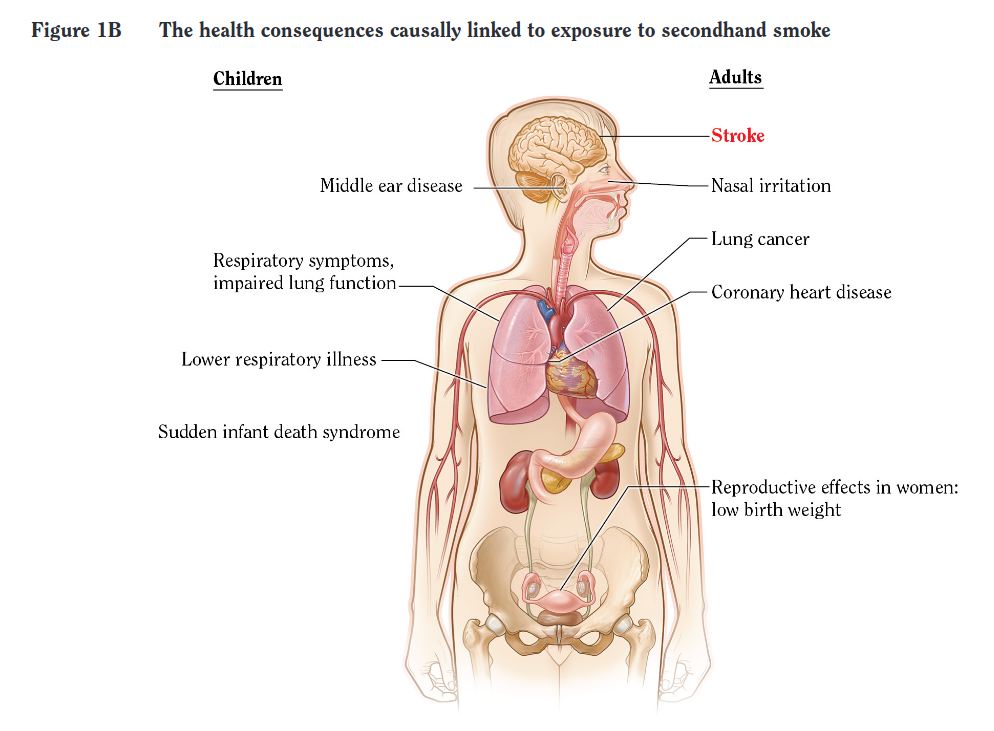 Figure 1B The health consequences causally linked to exposure to secondhand smoke
Children
Adults
Stroke
Middle ear disease
Nasal irritation
Lung cancer
Respiratory symptoms,
impaired lung function
Coronary heart disease
Lower respiratory illness
Sudden infant death syndrome
Reproductive effects in women:
low birth weight